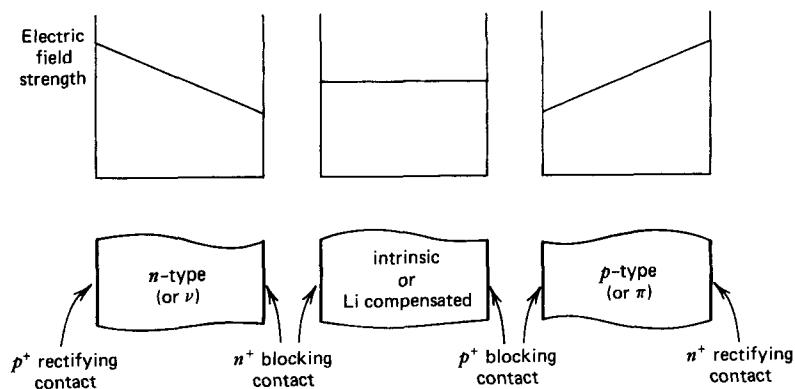 Electric
field
strength
n-type
(or ν)
intrinsic
or
Li compensated
p-type
(or π)
p⁺ rectifying
contact
n⁺ blocking
contact
p⁺ blocking
contact
n⁺ rectifying
contact